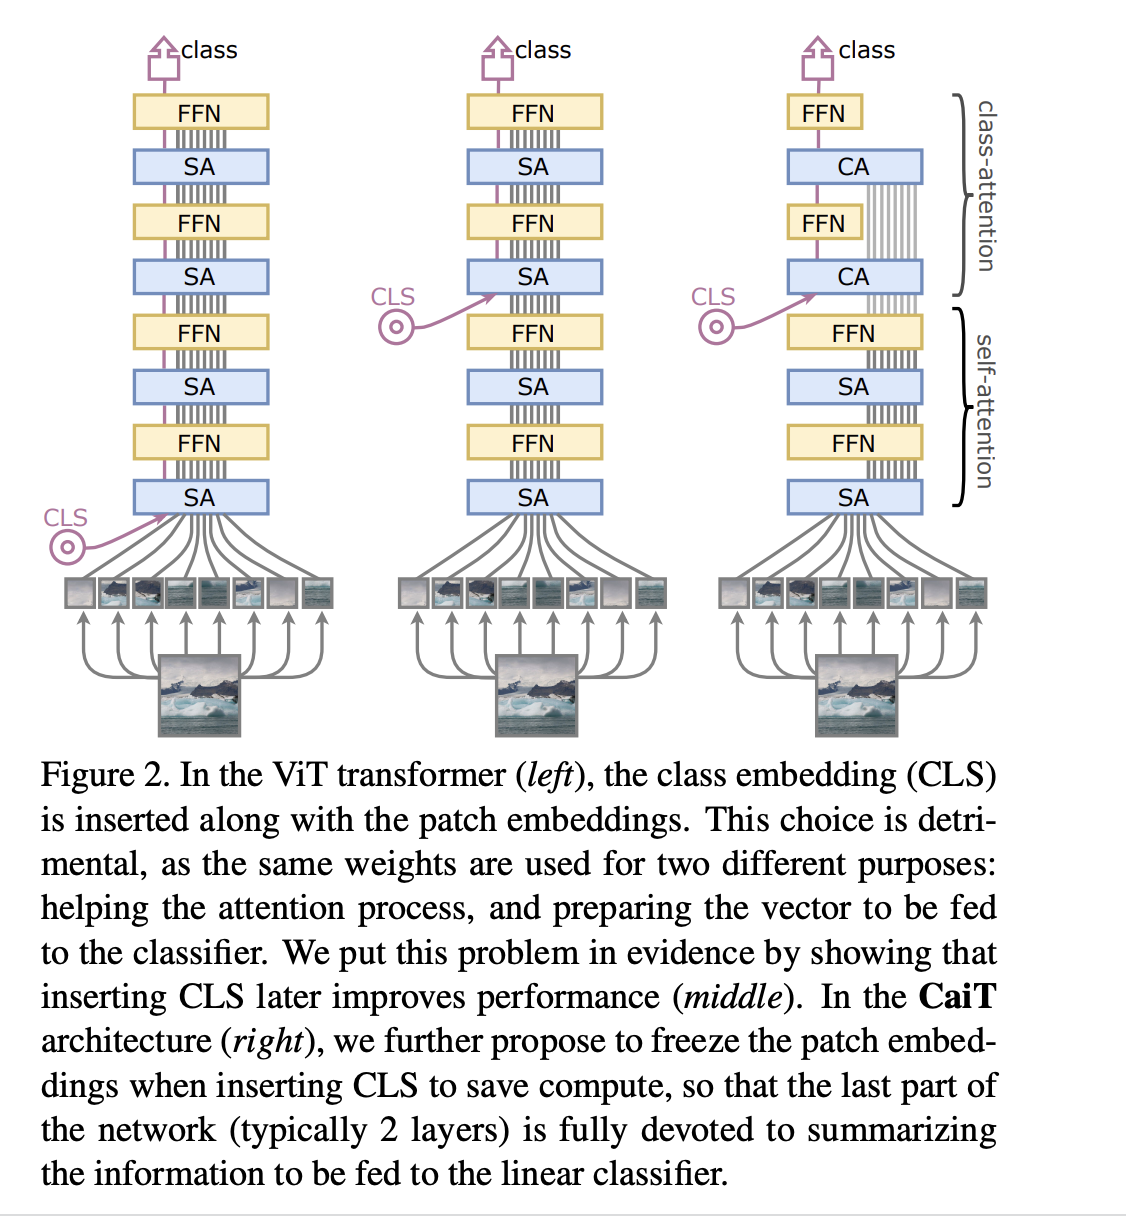 class class class
FFN FFN FFN
SA SA CA
FFN FFN FFN
SA SA CA
CLS CLS
FFN FFN FFN
SA SA SA
FFN FFN FFN
SA SA SA
CLS
class-attention
self-attention
Figure 2. In the ViT transformer (left), the class embedding (CLS)
is inserted along with the patch embeddings. This choice is detri-
mental, as the same weights are used for two different purposes:
helping the attention process, and preparing the vector to be fed
to the classifier. We put this problem in evidence by showing that
inserting CLS later improves performance (middle). In the CaiT
architecture (right), we further propose to freeze the patch embed-
dings when inserting CLS to save compute, so that the last part of
the network (typically 2 layers) is fully devoted to summarizing
the information to be fed to the linear classifier.